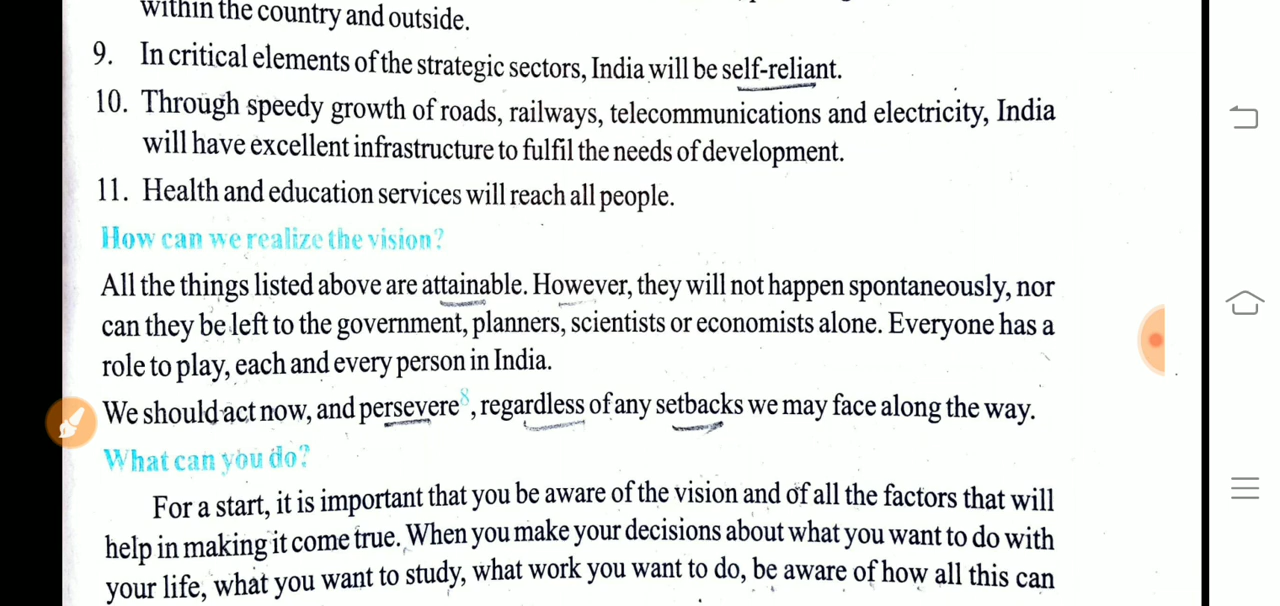 within the country and outside.
9. In critical elements of the strategic sectors, India will be self-reliant.
10. Through speedy growth of roads, railways, telecommunications and electricity, India
will have excellent infrastructure to fulfil the needs of development.
11. Health and education services will reach all people.
How can we realize the vision?
All the things listed above are attainable. However, they will not happen spontaneously, nor
can they be left to the government, planners, scientists or economists alone. Everyone has a
role to play, each and every person in India.
We should act now, and persevere⁸, regardless of any setbacks we may face along the way.
What can you do?
For a start, it is important that you be aware of the vision and of all the factors that will
help in making it come true. When you make your decisions about what you want to do with
your life, what you want to study, what work you want to do, be aware of how all this can